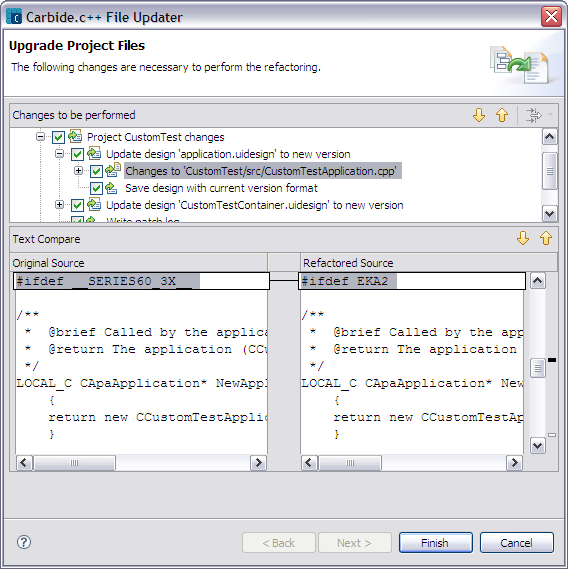 Carbide.c++ File Updater
Upgrade Project Files
The following changes are necessary to perform the refactoring.
Changes to be performed
Project CustomTest changes
Update design 'application.uidesign' to new version
Changes to 'CustomTest/src/CustomTestApplication.cpp'
Save design with current version format
Update design 'CustomTestContainer.uidesign' to new version
Write patch log
Text Compare
Original Source Refactored Source
#ifdef __SERIES60_3X__ #ifdef EKA2
/** /**
* @brief Called by the applica * @brief Called by the app
* @return The application (CCu * @return The application
*/ */
LOCAL_C CApaApplication* NewAppl LOCAL_C CApaApplication* Ne
{ {
return new CCustomTestApplic return new CCustomTestAp
} }
< Back Next > Finish Cancel